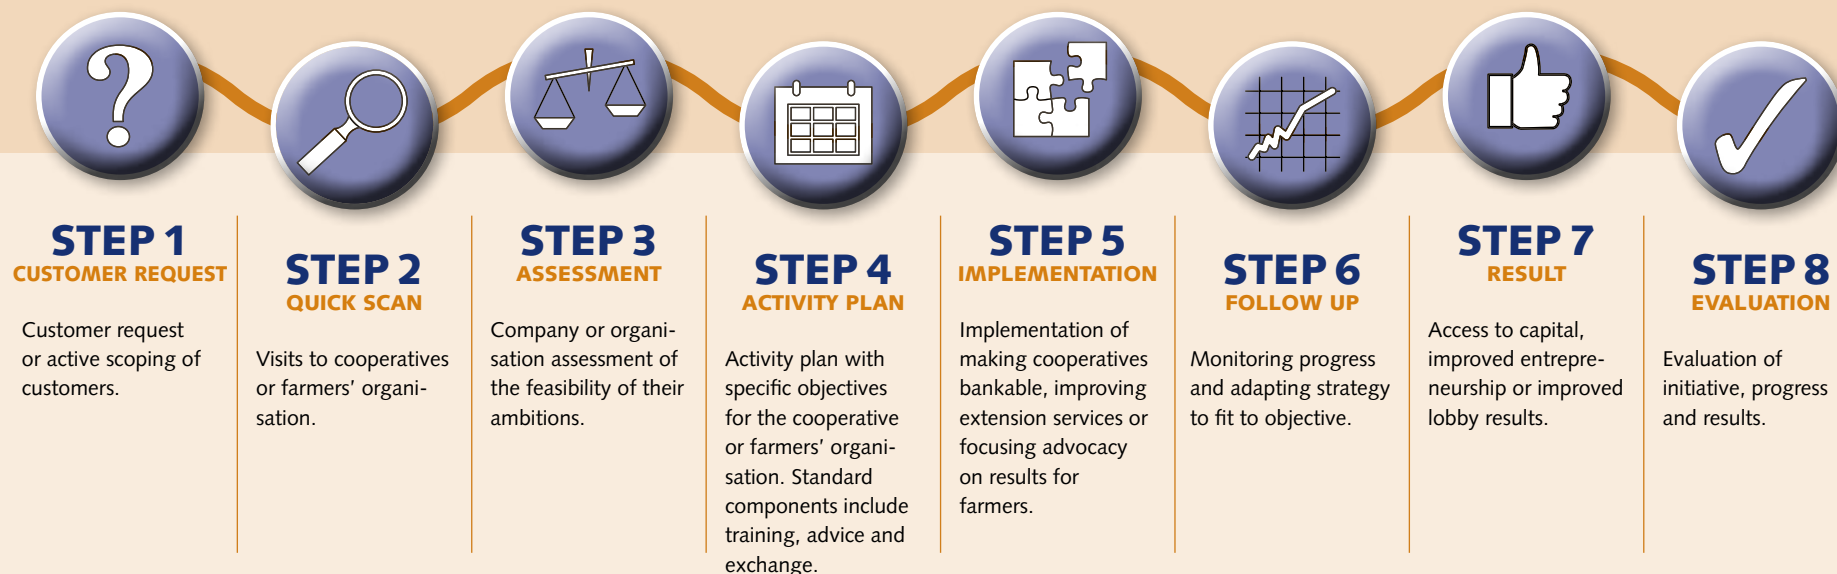 STEP 1
CUSTOMER REQUEST
Customer request
or active scoping of
customers.
STEP 2
QUICK SCAN
Visits to cooperatives
or farmers’ organi-
sation.
STEP 3
ASSESSMENT
Company or organi-
sation assessment of
the feasibility of their
ambitions.
STEP 4
ACTIVITY PLAN
Activity plan with
specific objectives
for the cooperative
or farmers’ organi-
sation. Standard
components include
training, advice and
exchange.
STEP 5
IMPLEMENTATION
Implementation of
making cooperatives
bankable, improving
extension services or
focusing advocacy
on results for
farmers.
STEP 6
FOLLOW UP
Monitoring progress
and adapting strategy
to fit to objective.
STEP 7
RESULT
Access to capital,
improved entrepre-
neurship or improved
lobby results.
STEP 8
EVALUATION
Evaluation of
initiative, progress
and results.